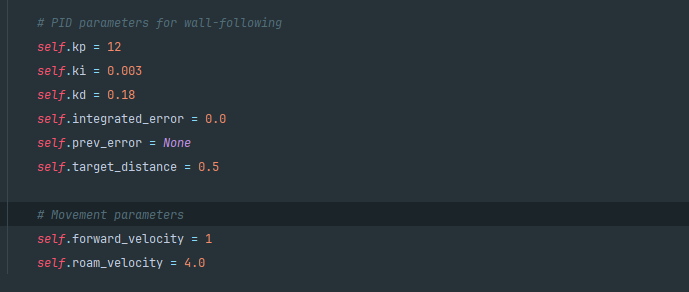 # PID parameters for wall-following
self.kp = 12
self.ki = 0.003
self.kd = 0.18
self.integrated_error = 0.0
self.prev_error = None
self.target_distance = 0.5
# Movement parameters
self.forward_velocity = 1
self.roam_velocity = 4.0